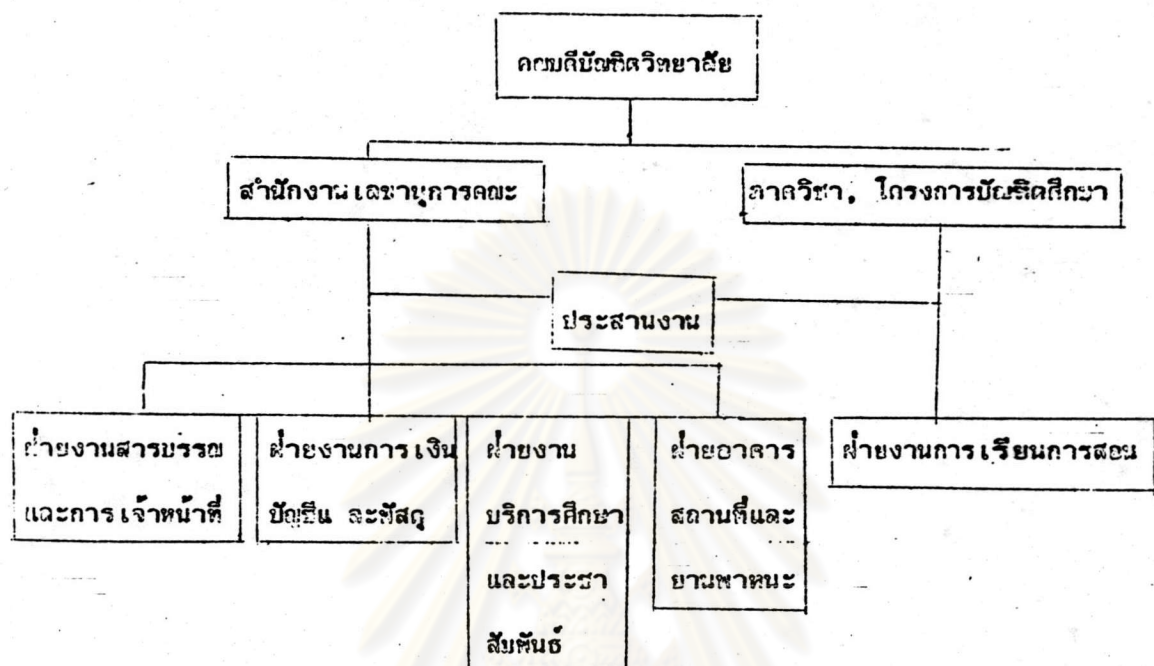 คณบดีบัณฑิตวิทยาลัย
สำนักงานเลขานุการคณะ
ภาควิชา, โครงการบัณฑิตศึกษา
ประสานงาน
ฝ่ายงานสารบรรณ
และการเจ้าหน้าที่
ฝ่ายงานการเงิน
บัญชีและพัสดุ
ฝ่ายงาน
บริการศึกษา
และประชา
สัมพันธ์
ฝ่ายอาคาร
สถานที่และ
ยานพาหนะ
ฝ่ายงานการเรียนการสอน